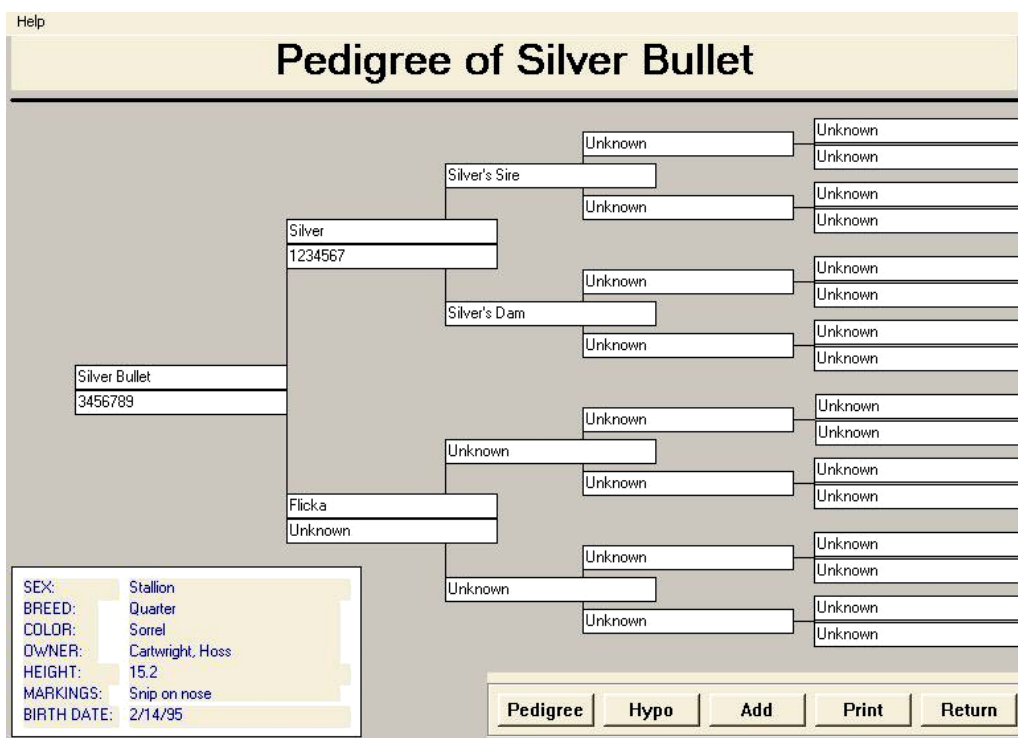 Help
Pedigree of Silver Bullet
Unknown
Unknown
Unknown
Silver's Sire
Unknown
Unknown
Unknown
Silver
1234567
Unknown
Unknown
Unknown
Silver's Dam
Unknown
Unknown
Unknown
Silver Bullet
3456789
Unknown
Unknown
Unknown
Unknown
Unknown
Unknown
Unknown
Flicka
Unknown
Unknown
Unknown
Unknown
Unknown
Unknown
Unknown
Unknown
SEX: Stallion
BREED: Quarter
COLOR: Sorrel
OWNER: Cartwright, Hoss
HEIGHT: 15.2
MARKINGS: Snip on nose
BIRTH DATE: 2/14/95
Pedigree Hypo Add Print Return